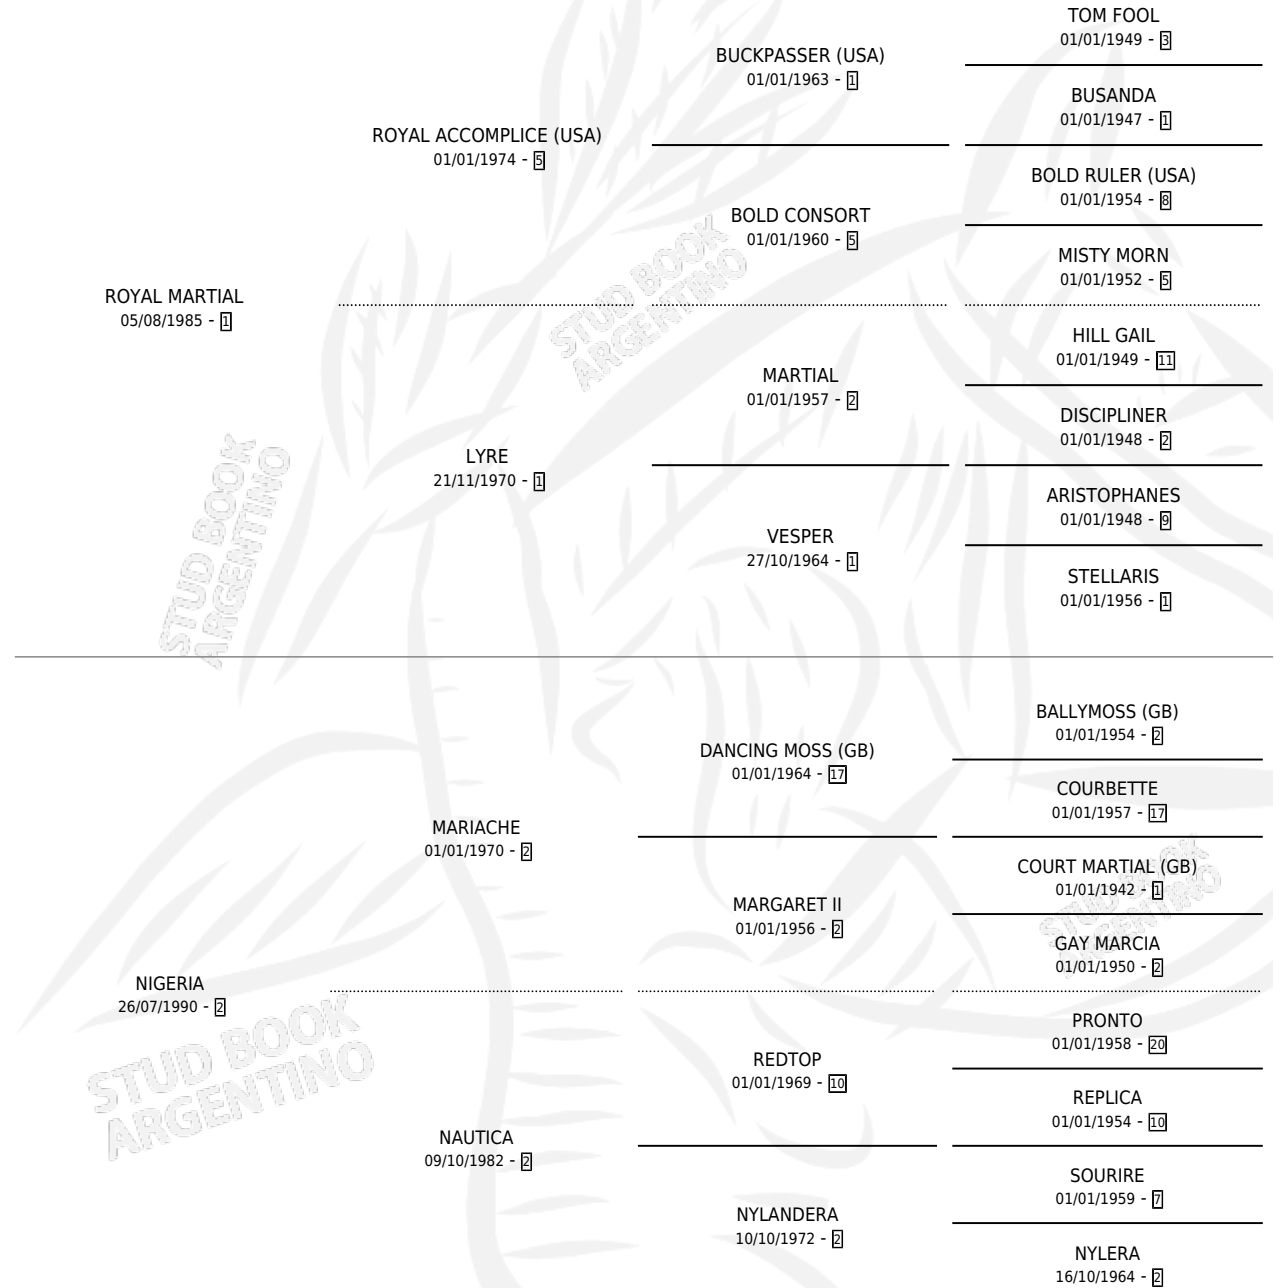 TOM FOOL
01/01/1949 - 3
BUCKPASSER (USA)
01/01/1963 - 1
BUSANDA
01/01/1947 - 1
ROYAL ACCOMPLICE (USA)
01/01/1974 - 5
BOLD RULER (USA)
01/01/1954 - 8
BOLD CONSORT
01/01/1960 - 5
MISTY MORN
01/01/1952 - 5
ROYAL MARTIAL
05/08/1985 - 1
HILL GAIL
01/01/1949 - 11
MARTIAL
01/01/1957 - 2
DISCIPLINER
01/01/1948 - 2
LYRE
21/11/1970 - 1
ARISTOPHANES
01/01/1948 - 9
VESPER
27/10/1964 - 1
STELLARIS
01/01/1956 - 1
STUD BOOK
ARGENTINO
STUD BOOK
ARGENTINO
BALLYMOSS (GB)
01/01/1954 - 2
DANCING MOSS (GB)
01/01/1964 - 17
COURBETTE
01/01/1957 - 17
MARIACHE
01/01/1970 - 2
COURT MARTIAL (GB)
01/01/1942 - 1
MARGARET II
01/01/1956 - 2
GAY MARCIA
01/01/1950 - 2
NIGERIA
26/07/1990 - 2
PRONTO
01/01/1958 - 20
REDTOP
01/01/1969 - 10
REPLICA
01/01/1954 - 10
NAUTICA
09/10/1982 - 2
SOURIRE
01/01/1959 - 7
NYLANDERA
10/10/1972 - 2
NYLERA
16/10/1964 - 2
STUD BOOK
ARGENTINO
STUD BOOK
ARGENTINO